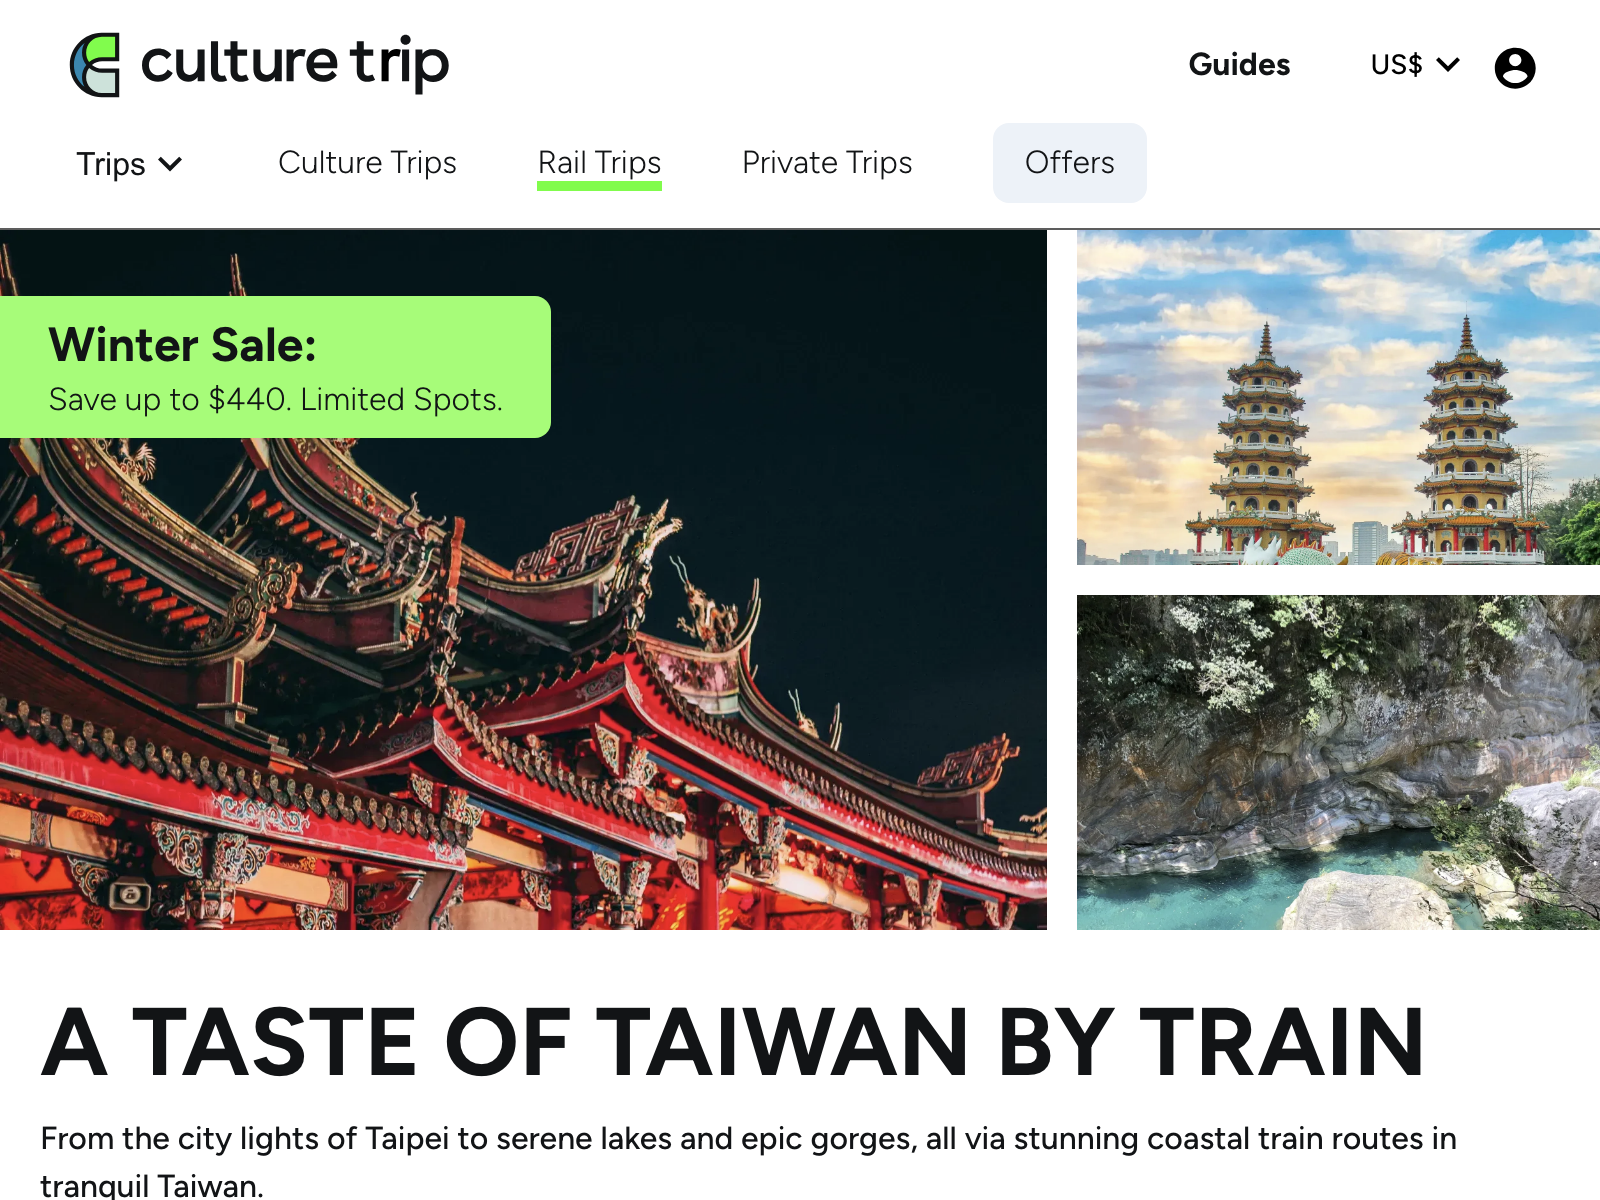 culture trip
Guides
US$
Trips
Culture Trips
Rail Trips
Private Trips
Offers
Winter Sale:
Save up to $440. Limited Spots.
A TASTE OF TAIWAN BY TRAIN
From the city lights of Taipei to serene lakes and epic gorges, all via stunning coastal train routes in
tranquil Taiwan.